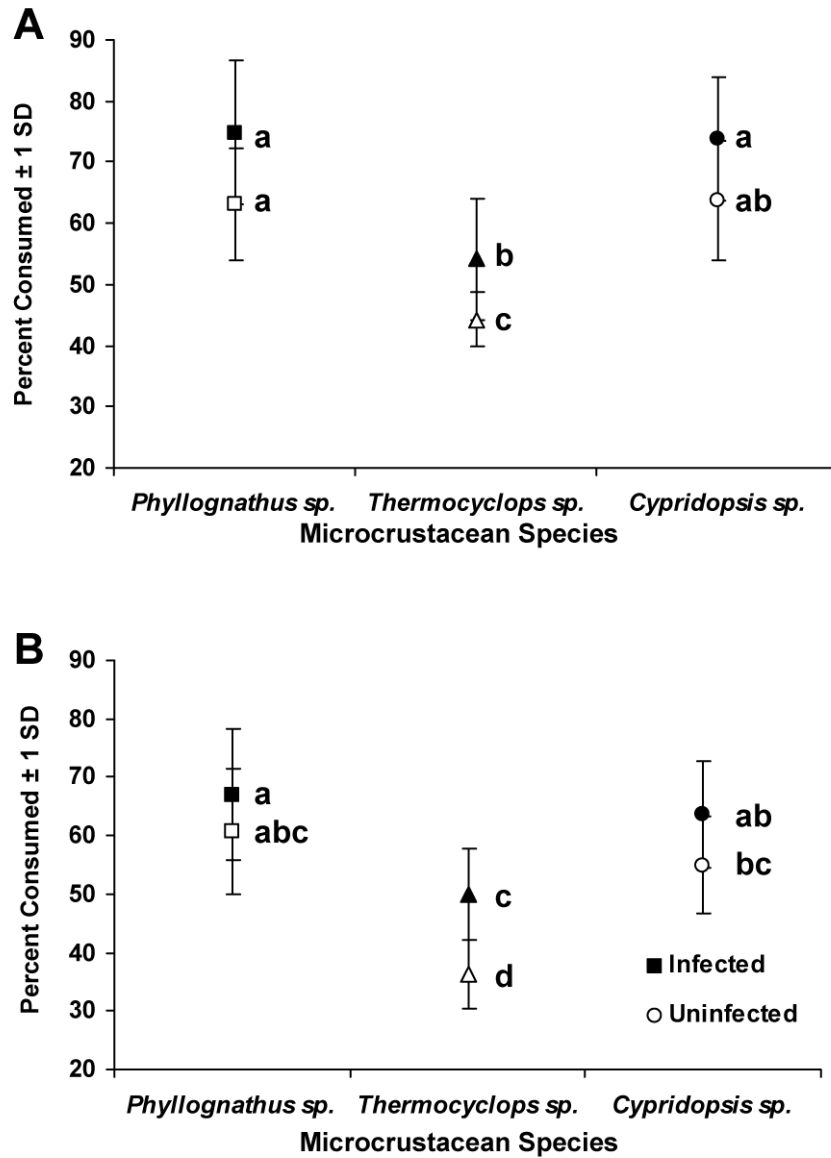 A
Percent Consumed ± 1 SD
90
80
70
60
50
40
30
20
a
a
b
c
a
ab
Phyllognathus sp. Thermocyclops sp. Cypridopsis sp.
Microcrustacean Species
B
Percent Consumed ± 1 SD
90
80
70
60
50
40
30
20
a
abc
c
d
ab
bc
Infected
Uninfected
Phyllognathus sp. Thermocyclops sp. Cypridopsis sp.
Microcrustacean Species